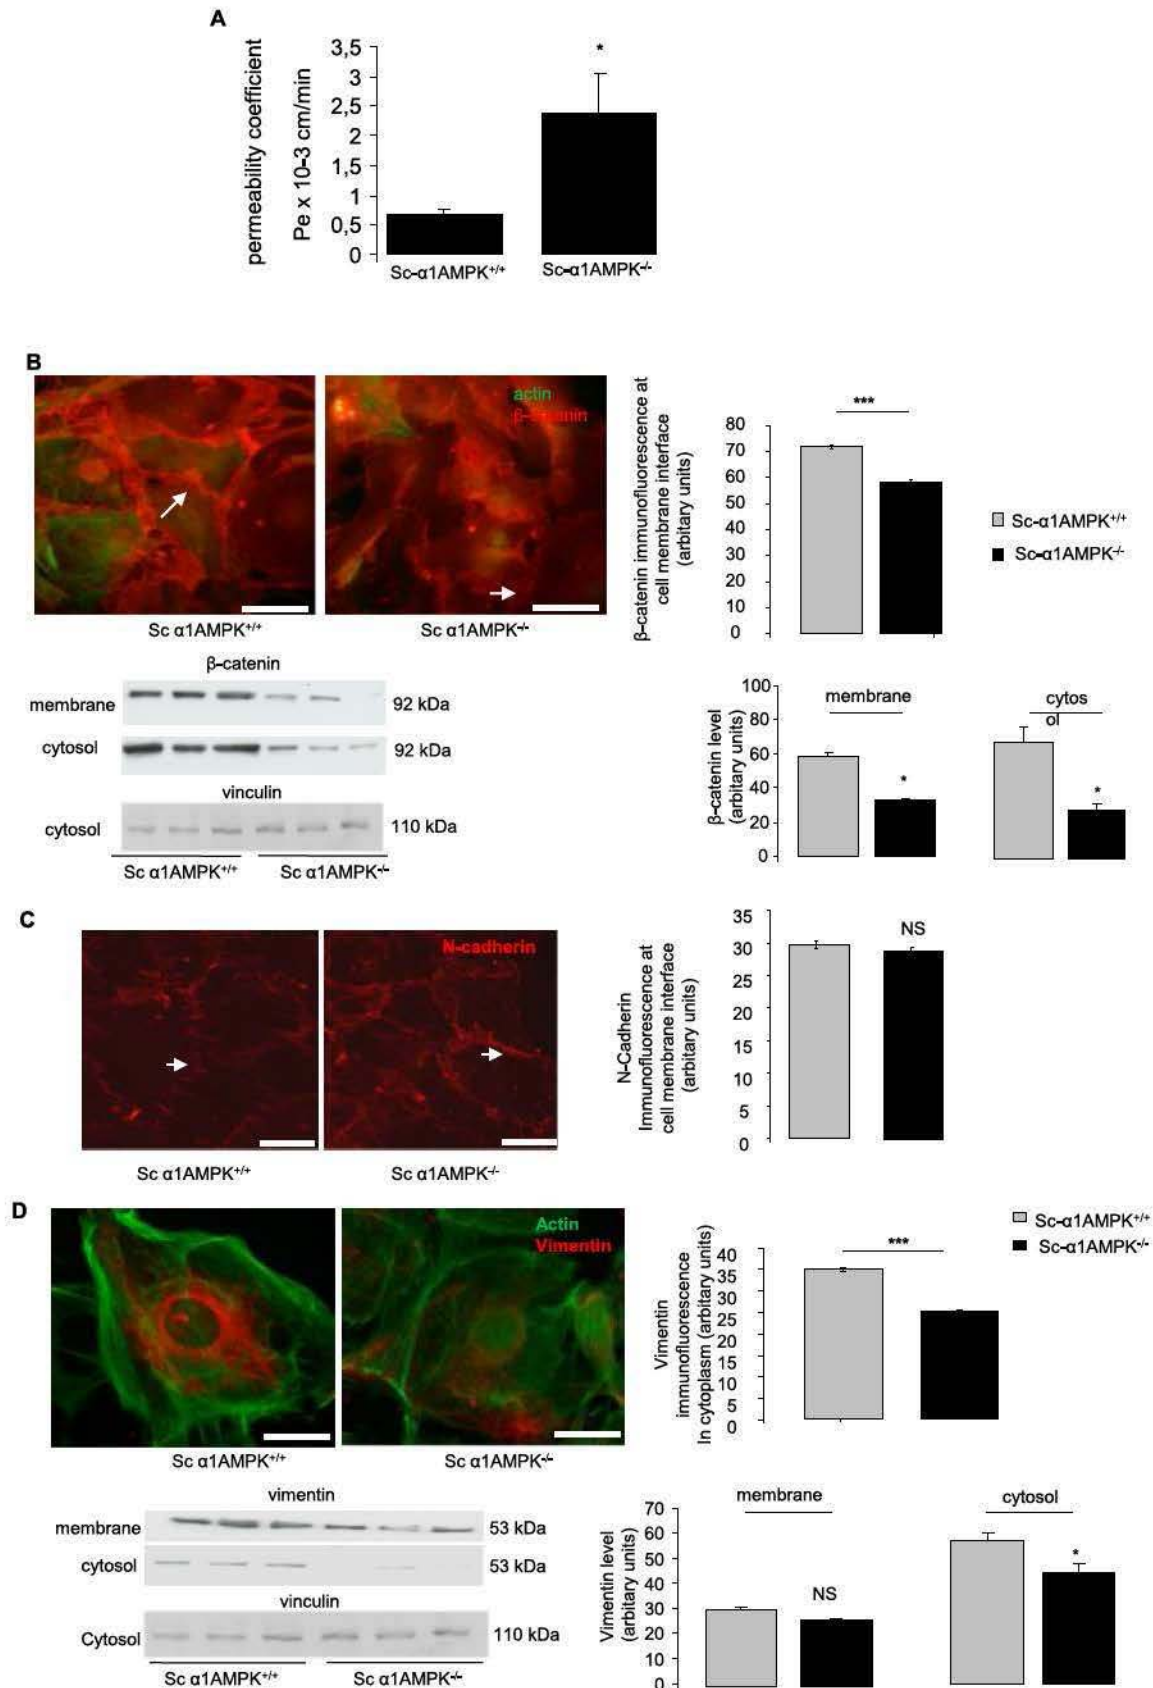 A
permeability coefficient
Pe x 10-3 cm/min
3,5
3
2,5
2
1,5
1
0,5
0
*
Sc-α1AMPK+/+
Sc-α1AMPK-/-
B
actin
β-catenin
Sc α1AMPK+/+
Sc α1AMPK-/-
β-catenin immunofluorescence at
cell membrane interface
(arbitary units)
80
70
60
50
40
30
20
10
0
***
Sc-α1AMPK+/+
Sc-α1AMPK-/-
β-catenin
membrane
92 kDa
cytosol
92 kDa
vinculin
cytosol
110 kDa
Sc α1AMPK+/+
Sc α1AMPK-/-
β-catenin level
(arbitary units)
100
80
60
40
20
0
membrane
*
cytos
ol
*
C
N-cadherin
Sc α1AMPK+/+
Sc α1AMPK-/-
N-Cadherin
Immunofluorescence at
cell membrane interface
(arbitary units)
35
30
25
20
15
10
5
0
NS
D
Actin
Vimentin
Sc α1AMPK+/+
Sc α1AMPK-/-
Vimentin
immunofluorescence
In cytoplasm (arbitary units)
40
35
30
25
20
15
10
5
0
***
Sc-α1AMPK+/+
Sc-α1AMPK-/-
vimentin
membrane
53 kDa
cytosol
53 kDa
vinculin
Cytosol
110 kDa
Sc α1AMPK+/+
Sc α1AMPK-/-
Vimentin level
(arbitary units)
70
60
50
40
30
20
10
0
membrane
NS
cytosol
*